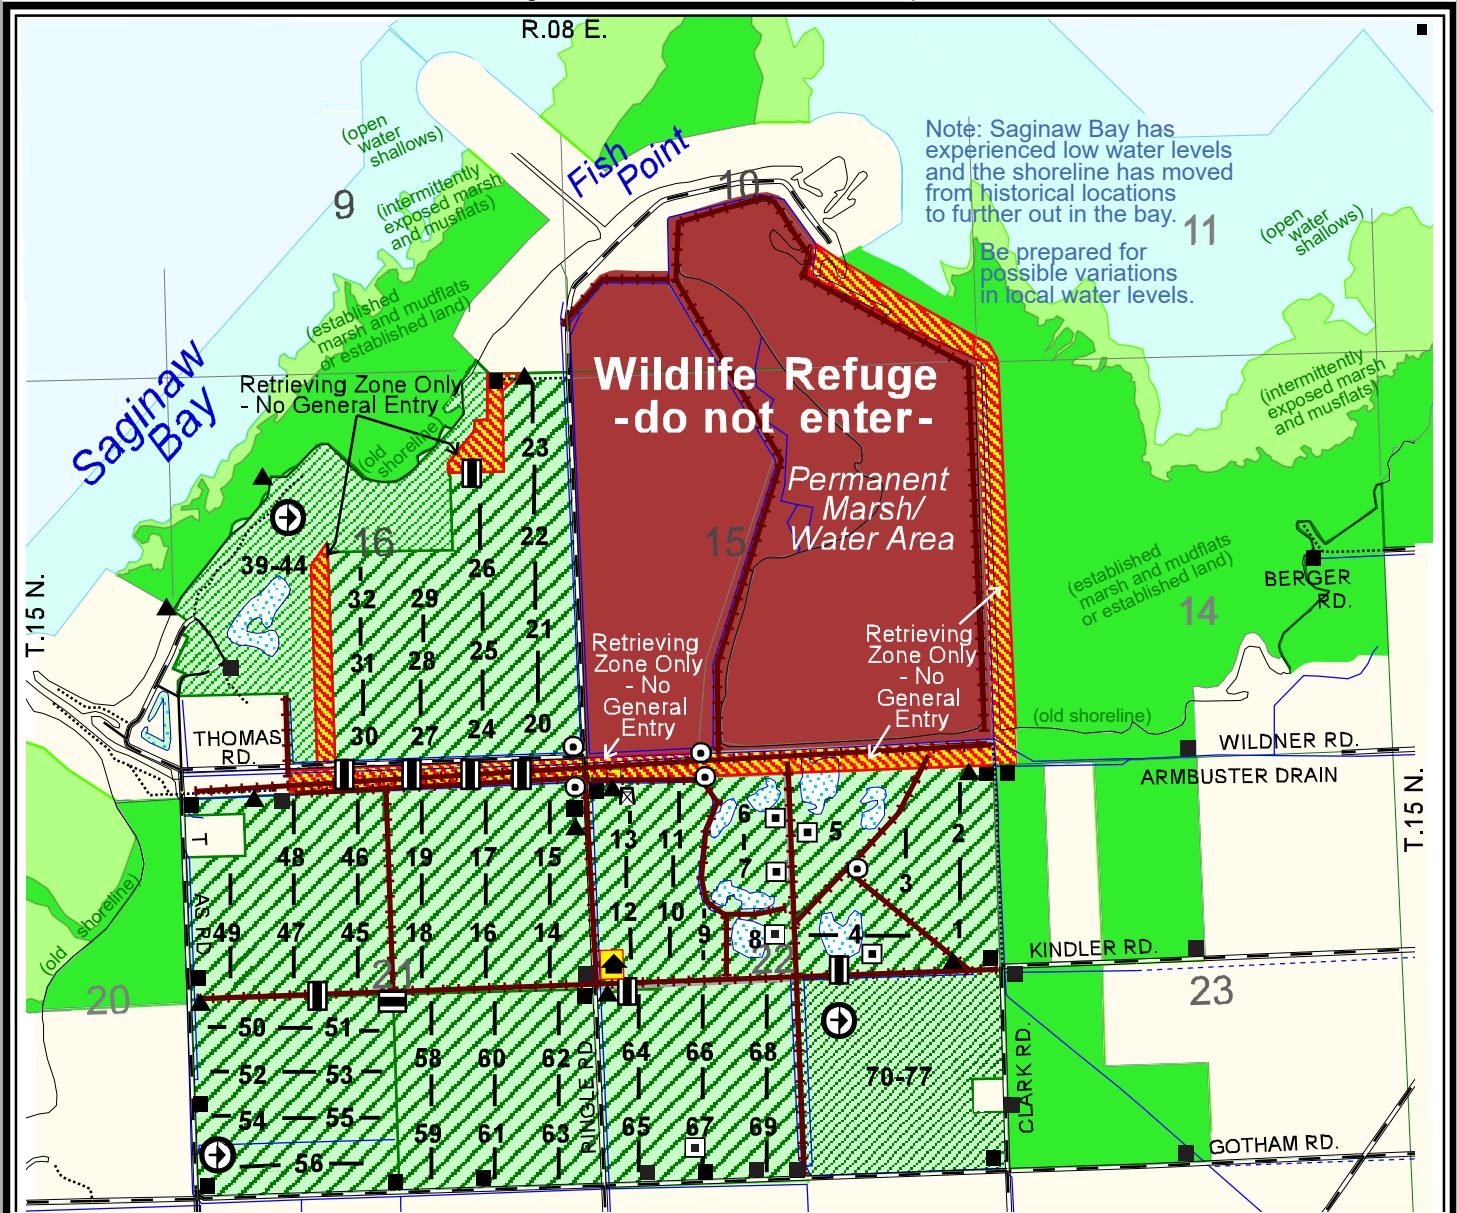 R.08 E.
(open
water
shallows)
Fish
Point
10
9
(intermittently
exposed marsh
and musflats)
Note: Saginaw Bay has
experienced low water levels
and the shoreline has moved
from historical locations
to further out in the bay.
Be prepared for
possible variations
in local water levels.
11
(open
water
shallows)
(established
marsh and mudflats
or established land)
Saginaw
Bay
Retrieving Zone Only
- No General Entry
(old
shoreline)
Wildlife Refuge
-do not enter-
Permanent
Marsh/
Water Area
15
(intermittently
exposed marsh
and musflats)
23
22
16
39-44
26
32
29
21
31
28
25
20
30
27
24
(established
marsh and mudflats
or established land)
14
BERGER
RD.
T.15 N.
Retrieving
Zone Only
- No
General
Entry
Retrieving
Zone Only
- No
General
Entry
(old shoreline)
THOMAS
RD.
WILDNER RD.
ARMBUSTER DRAIN
T.15 N.
T
AS RD
48
46
19
17
15
13
11
6
5
2
7
3
49
47
45
18
16
14
12
10
9
8
4
1
(old shoreline)
20
21
22
23
KINDLER RD.
50
51
52
53
54
55
56
58
60
62
59
61
63
RINGLE RD.
64
66
68
65
67
69
70-77
CLARK RD.
GOTHAM RD.